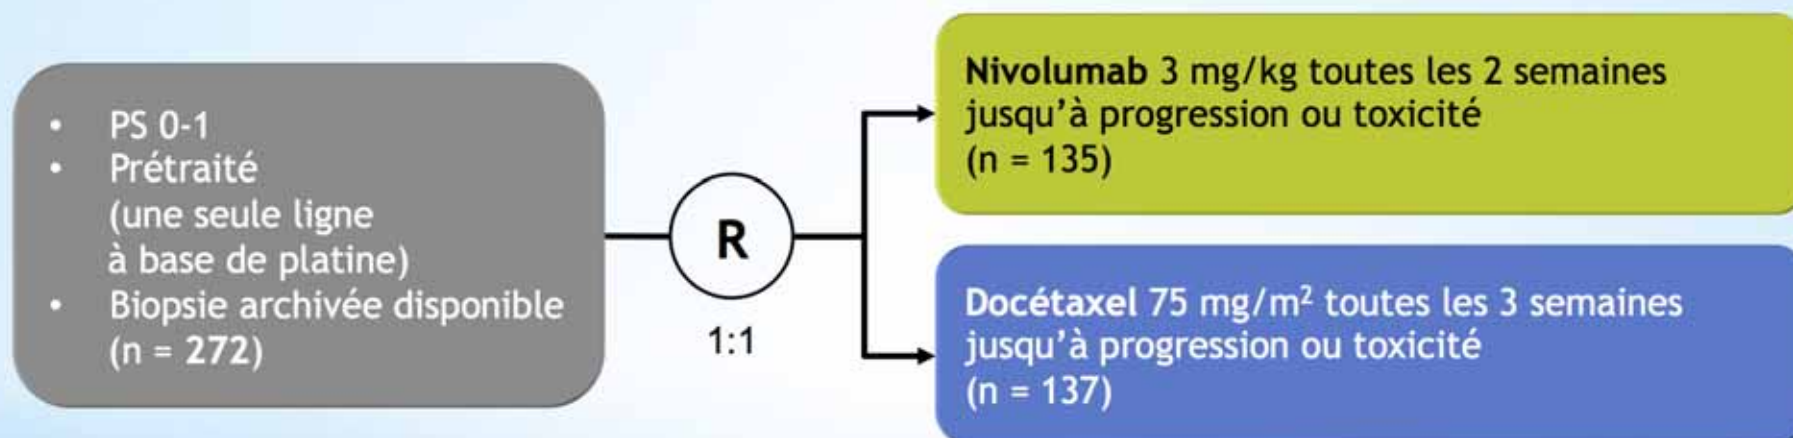 • PS 0-1
• Prétraité
(une seule ligne
à base de platine)
• Biopsie archivée disponible
(n = 272)
R
1:1
Nivolumab 3 mg/kg toutes les 2 semaines
jusqu'à progression ou toxicité
(n = 135)
Docétaxel 75 mg/m² toutes les 3 semaines
jusqu'à progression ou toxicité
(n = 137)